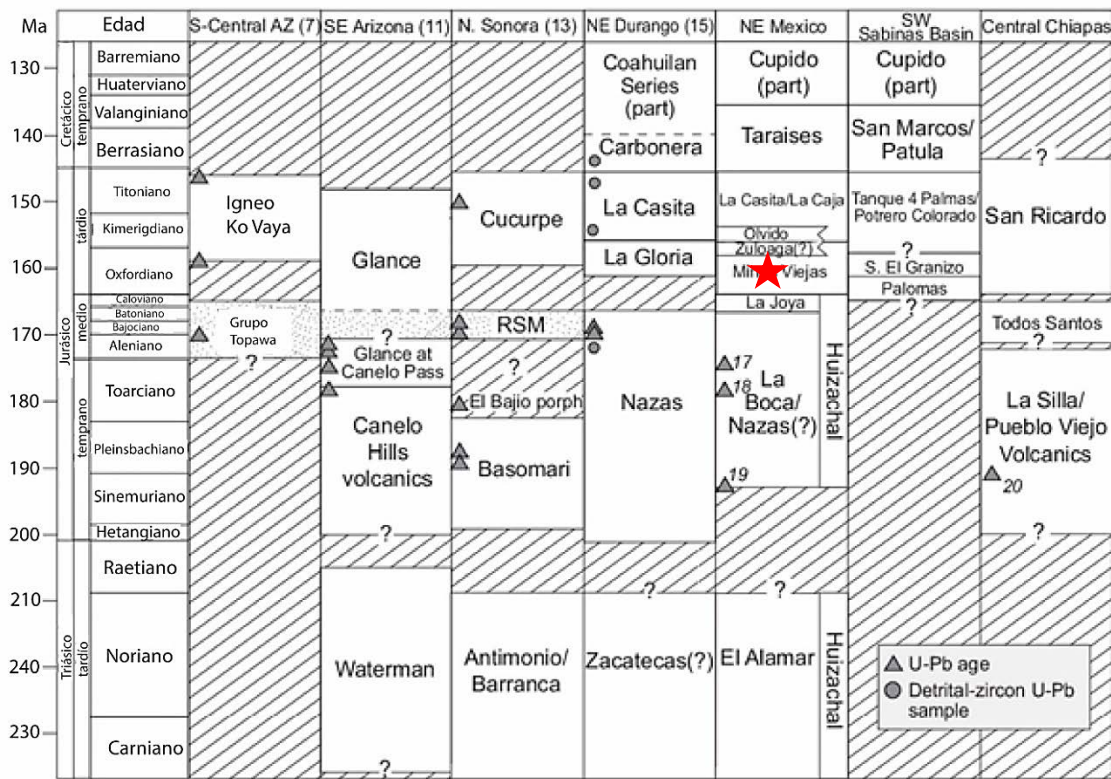 Ma
Edad
S-Central AZ (7)
SE Arizona (11)
N. Sonora (13)
NE Durango (15)
NE Mexico
SW
Sabinas Basin
Central Chiapas
130
140
150
160
170
180
190
200
210
240
230
Cretácico
temprano
Jurásico
tárdio
medio
temprano
Triásico
tardio
Barremiano
Huaterviano
Valanginiano
Berrasiano
Titoniano
Kimerigdiano
Oxfordiano
Caloviano
Batoniano
Bajociano
Aleniano
Toarciano
Pleinsbachiano
Sinemuriano
Hetangiano
Raetiano
Noriano
Carniano
Igneo
Ko Vaya
Grupo
Topawa
?
Glance
?
Glance at
Canelo Pass
Canelo
Hills
volcanics
?
Waterman
?
Cucurpe
RSM
?
El Bajio porph
Basomari
Antimonio/
Barranca
Coahuilan
Series
(part)
Carbonera
La Casita
La Gloria
Nazas
?
Zacatecas(?)
Cupido
(part)
Taraises
La Casita/La Caja
Olvido
Zuloaga(?)
Viejas
La Joya
17
18
La
Boca/
Nazas(?)
19
Huizachal
?
El Alamar
Huizachal
Cupido
(part)
San Marcos/
Patula
Tanque 4 Palmas/
Potrero Colorado
?
S. El Granizo
Palomas
?
?
San Ricardo
?
Todos Santos
?
La Silla/
Pueblo Viejo
Volcanics
20
?
U-Pb age
Detrital-zircon U-Pb
sample